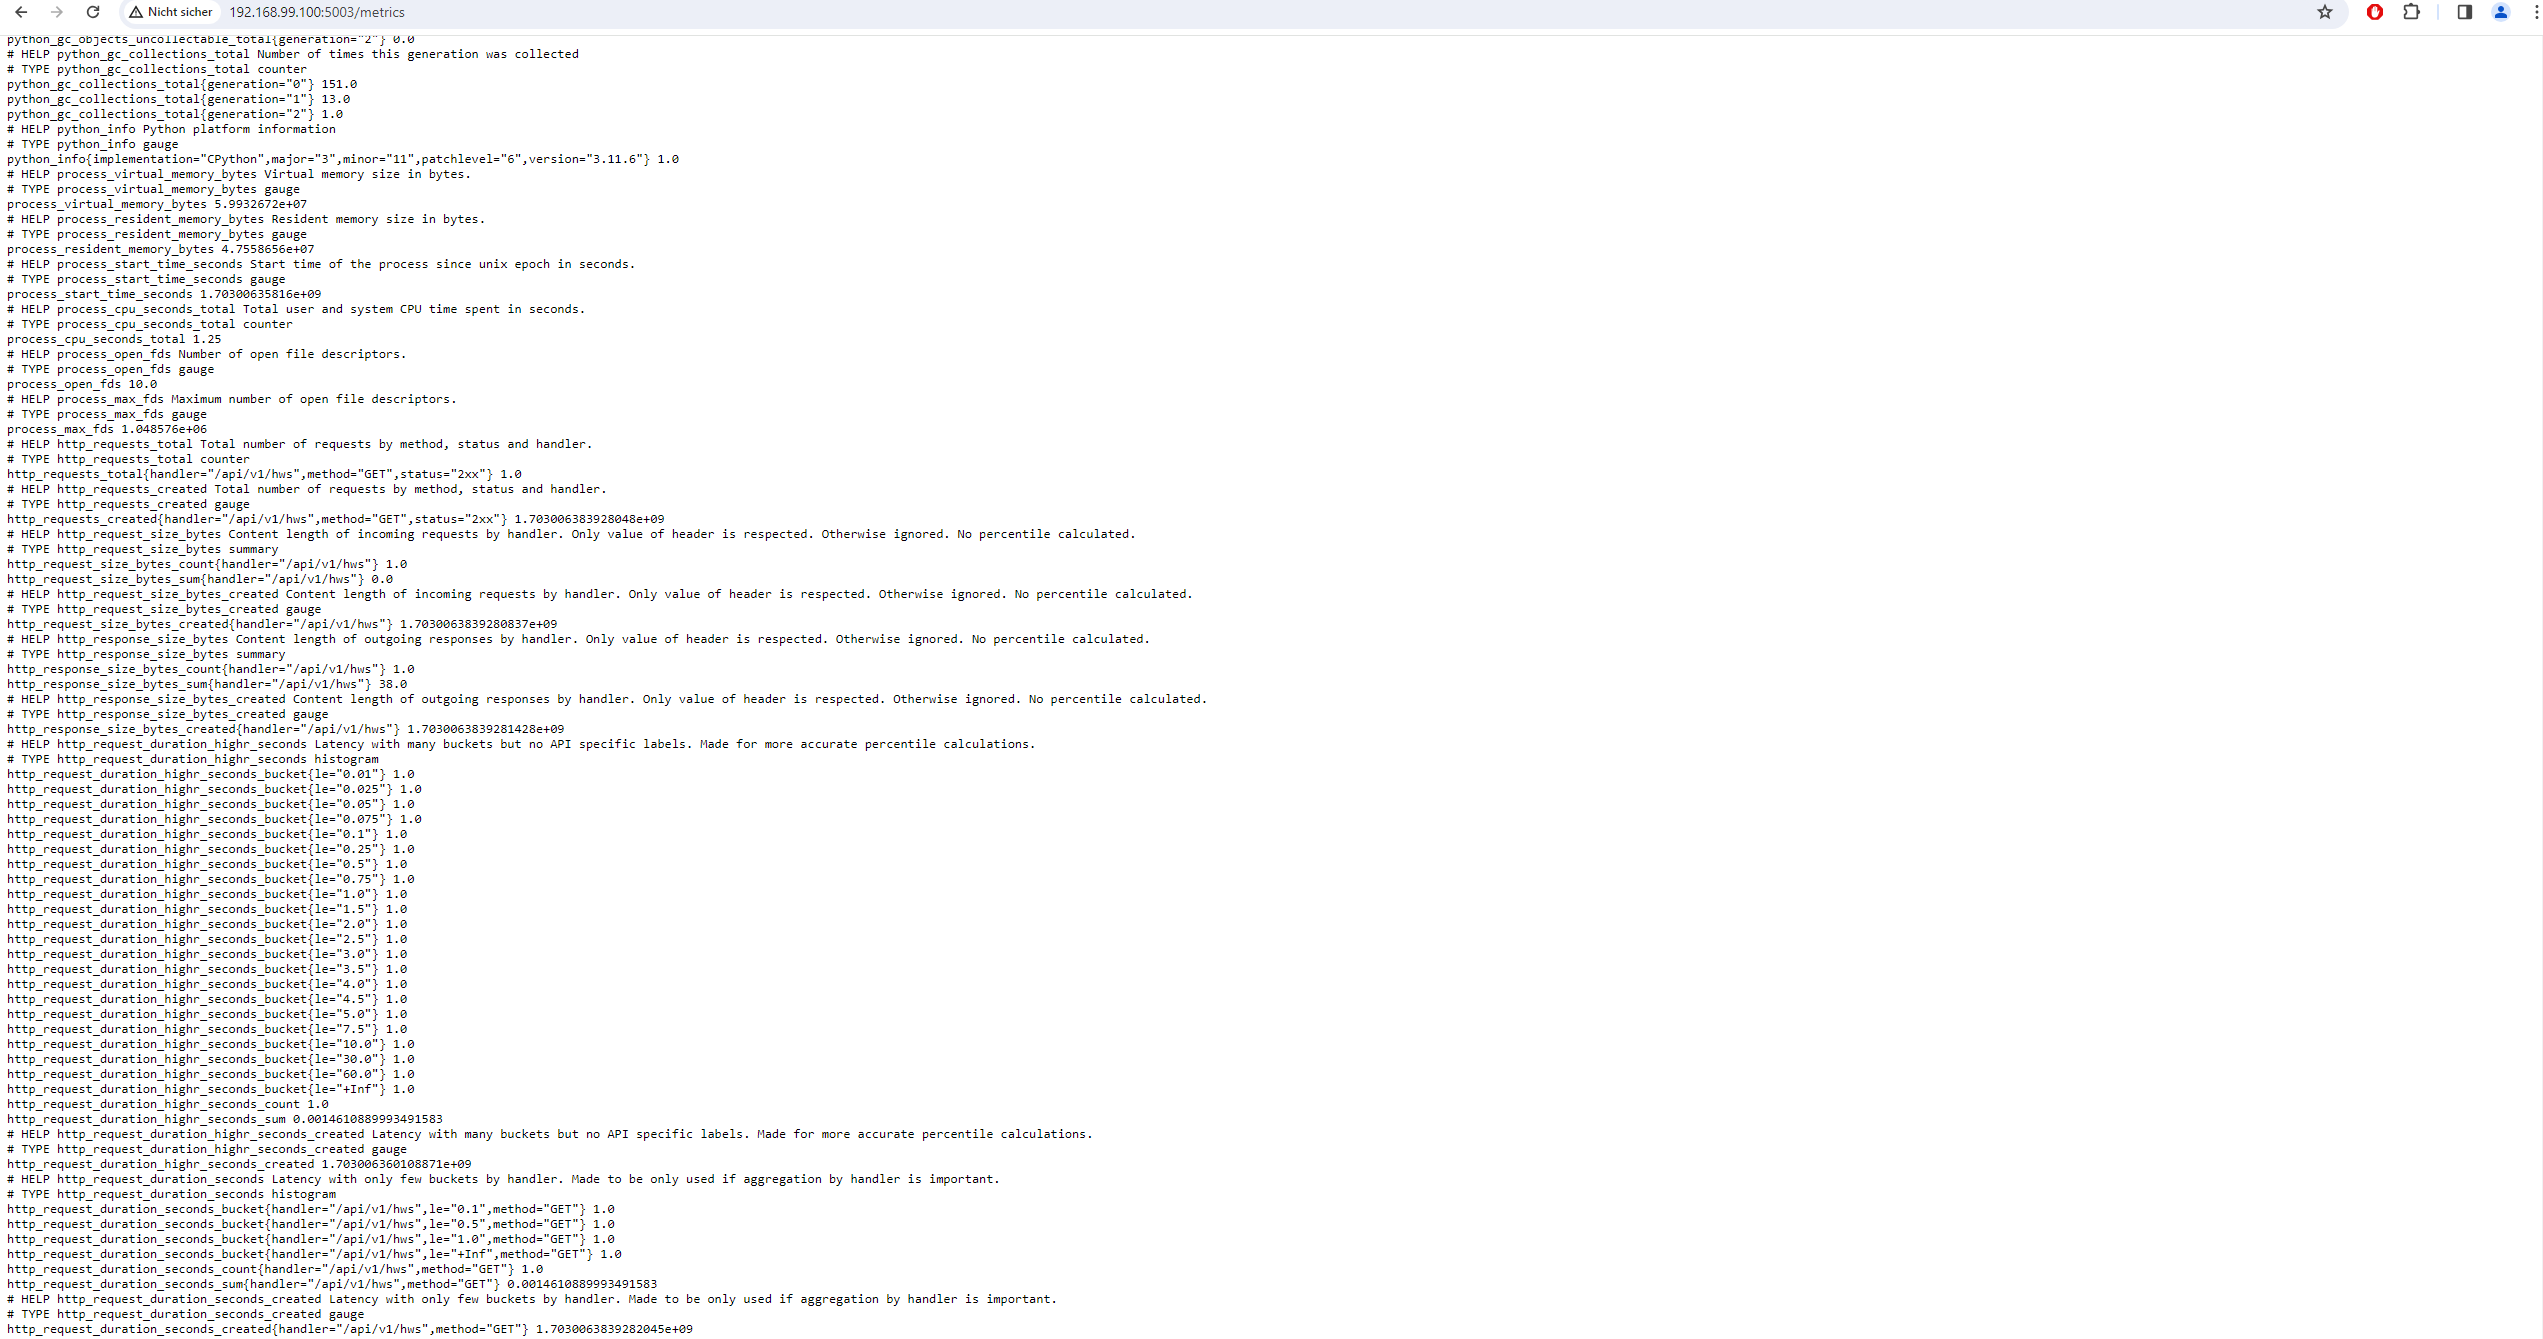 Nicht sicher 192.168.99.100:5003/metrics
python_gc_objects_uncollectable_total{generation="2"} 0.0
# HELP python_gc_collections_total Number of times this generation was collected
# TYPE python_gc_collections_total counter
python_gc_collections_total{generation="0"} 151.0
python_gc_collections_total{generation="1"} 13.0
python_gc_collections_total{generation="2"} 1.0
# HELP python_info Python platform information
# TYPE python_info gauge
python_info{implementation="CPython",major="3",minor="11",patchlevel="6",version="3.11.6"} 1.0
# HELP process_virtual_memory_bytes Virtual memory size in bytes.
# TYPE process_virtual_memory_bytes gauge
process_virtual_memory_bytes 5.9932672e+07
# HELP process_resident_memory_bytes Resident memory size in bytes.
# TYPE process_resident_memory_bytes gauge
process_resident_memory_bytes 4.7558656e+07
# HELP process_start_time_seconds Start time of the process since unix epoch in seconds.
# TYPE process_start_time_seconds gauge
process_start_time_seconds 1.70300635816e+09
# HELP process_cpu_seconds_total Total user and system CPU time spent in seconds.
# TYPE process_cpu_seconds_total counter
process_cpu_seconds_total 1.25
# HELP process_open_fds Number of open file descriptors.
# TYPE process_open_fds gauge
process_open_fds 10.0
# HELP process_max_fds Maximum number of open file descriptors.
# TYPE process_max_fds gauge
process_max_fds 1.048576e+06
# HELP http_requests_total Total number of requests by method, status and handler.
# TYPE http_requests_total counter
http_requests_total{handler="/api/v1/hws",method="GET",status="2xx"} 1.0
# HELP http_requests_created Total number of requests by method, status and handler.
# TYPE http_requests_created gauge
http_requests_created{handler="/api/v1/hws",method="GET",status="2xx"} 1.703006383928048e+09
# HELP http_request_size_bytes Content length of incoming requests by handler. Only value of header is respected. Otherwise ignored. No percentile calculated.
# TYPE http_request_size_bytes summary
http_request_size_bytes_count{handler="/api/v1/hws"} 1.0
http_request_size_bytes_sum{handler="/api/v1/hws"} 0.0
# HELP http_request_size_bytes_created Content length of incoming requests by handler. Only value of header is respected. Otherwise ignored. No percentile calculated.
# TYPE http_request_size_bytes_created gauge
http_request_size_bytes_created{handler="/api/v1/hws"} 1.7030063839280837e+09
# HELP http_response_size_bytes Content length of outgoing responses by handler. Only value of header is respected. Otherwise ignored. No percentile calculated.
# TYPE http_response_size_bytes summary
http_response_size_bytes_count{handler="/api/v1/hws"} 1.0
http_response_size_bytes_sum{handler="/api/v1/hws"} 38.0
# HELP http_response_size_bytes_created Content length of outgoing responses by handler. Only value of header is respected. Otherwise ignored. No percentile calculated.
# TYPE http_response_size_bytes_created gauge
http_response_size_bytes_created{handler="/api/v1/hws"} 1.7030063839281428e+09
# HELP http_request_duration_highr_seconds Latency with many buckets but no API specific labels. Made for more accurate percentile calculations.
# TYPE http_request_duration_highr_seconds histogram
http_request_duration_highr_seconds_bucket{le="0.01"} 1.0
http_request_duration_highr_seconds_bucket{le="0.025"} 1.0
http_request_duration_highr_seconds_bucket{le="0.05"} 1.0
http_request_duration_highr_seconds_bucket{le="0.075"} 1.0
http_request_duration_highr_seconds_bucket{le="0.1"} 1.0
http_request_duration_highr_seconds_bucket{le="0.25"} 1.0
http_request_duration_highr_seconds_bucket{le="0.5"} 1.0
http_request_duration_highr_seconds_bucket{le="0.75"} 1.0
http_request_duration_highr_seconds_bucket{le="1.0"} 1.0
http_request_duration_highr_seconds_bucket{le="1.5"} 1.0
http_request_duration_highr_seconds_bucket{le="2.0"} 1.0
http_request_duration_highr_seconds_bucket{le="2.5"} 1.0
http_request_duration_highr_seconds_bucket{le="3.0"} 1.0
http_request_duration_highr_seconds_bucket{le="3.5"} 1.0
http_request_duration_highr_seconds_bucket{le="4.0"} 1.0
http_request_duration_highr_seconds_bucket{le="4.5"} 1.0
http_request_duration_highr_seconds_bucket{le="5.0"} 1.0
http_request_duration_highr_seconds_bucket{le="7.5"} 1.0
http_request_duration_highr_seconds_bucket{le="10.0"} 1.0
http_request_duration_highr_seconds_bucket{le="30.0"} 1.0
http_request_duration_highr_seconds_bucket{le="60.0"} 1.0
http_request_duration_highr_seconds_bucket{le="+Inf"} 1.0
http_request_duration_highr_seconds_count 1.0
http_request_duration_highr_seconds_sum 0.0014610889993491583
# HELP http_request_duration_highr_seconds_created Latency with many buckets but no API specific labels. Made for more accurate percentile calculations.
# TYPE http_request_duration_highr_seconds_created gauge
http_request_duration_highr_seconds_created 1.703006360108871e+09
# HELP http_request_duration_seconds Latency with only few buckets by handler. Made to be only used if aggregation by handler is important.
# TYPE http_request_duration_seconds histogram
http_request_duration_seconds_bucket{handler="/api/v1/hws",le="0.1",method="GET"} 1.0
http_request_duration_seconds_bucket{handler="/api/v1/hws",le="0.5",method="GET"} 1.0
http_request_duration_seconds_bucket{handler="/api/v1/hws",le="1.0",method="GET"} 1.0
http_request_duration_seconds_bucket{handler="/api/v1/hws",le="+Inf",method="GET"} 1.0
http_request_duration_seconds_count{handler="/api/v1/hws",method="GET"} 1.0
http_request_duration_seconds_sum{handler="/api/v1/hws",method="GET"} 0.0014610889993491583
# HELP http_request_duration_seconds_created Latency with only few buckets by handler. Made to be only used if aggregation by handler is important.
# TYPE http_request_duration_seconds_created gauge
http_request_duration_seconds_created{handler="/api/v1/hws",method="GET"} 1.7030063839282045e+09